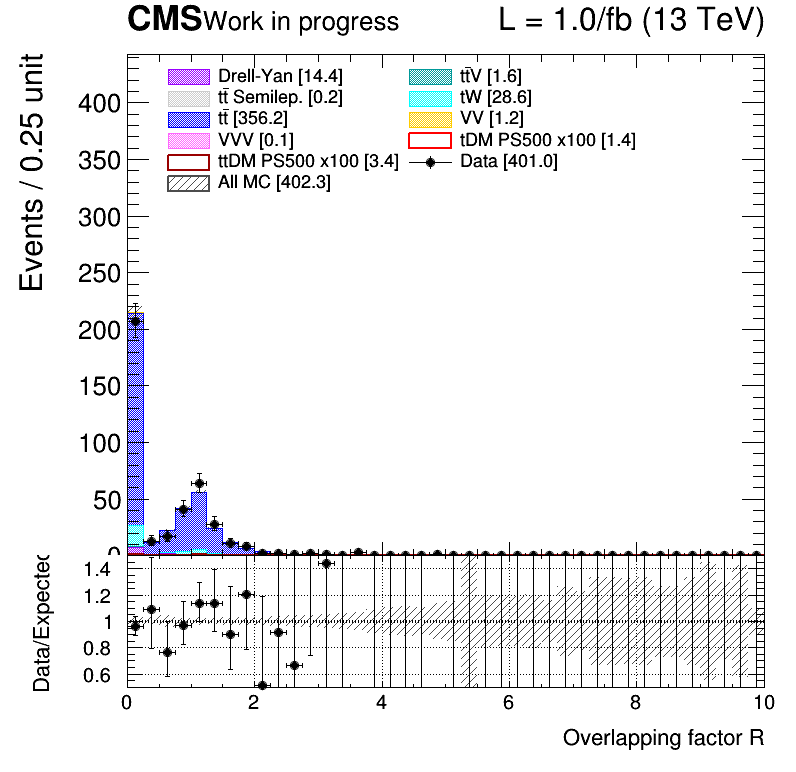 CMS Work in progress L = 1.0/fb (13 TeV)
Events / 0.25 unit
400
350
300
250
200
150
100
50
0
Drell-Yan [14.4]
tt̄V [1.6]
tt̄ Semilep. [0.2]
tW [28.6]
tt̄ [356.2]
VV [1.2]
VVV [0.1]
tDM PS500 x100 [1.4]
ttDM PS500 x100 [3.4]
Data [401.0]
All MC [402.3]
Data/Expected
1.4
1.2
1
0.8
0.6
0 2 4 6 8 10
Overlapping factor R